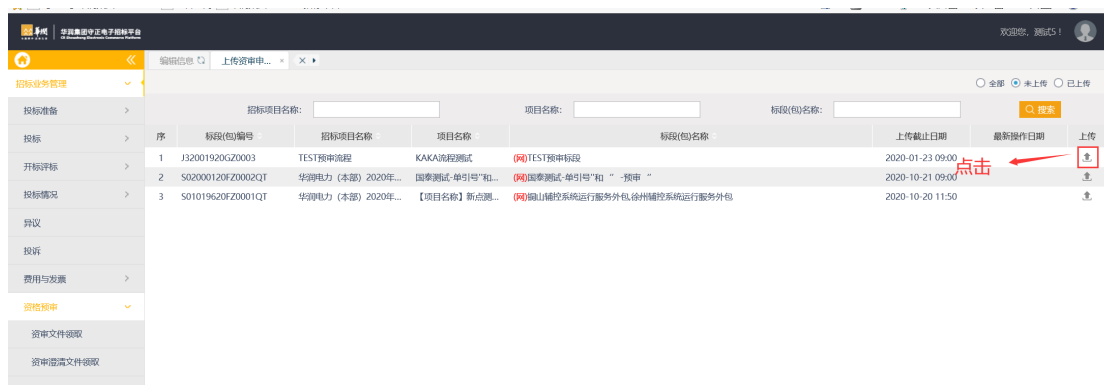 华润 华润集团守正电子招标平台
欢迎您, 测试5！
编辑信息 上传资审申... ×
招标业务管理
全部 未上传 已上传
投标准备
招标项目名称: 项目名称: 标段(包)名称: 搜索
投标
序 标段(包)编号 招标项目名称 项目名称 标段(包)名称 上传截止日期 最新操作日期 上传
1 J32001920GZ0003 TEST预审流程 KAKA流程测试 (网)TEST预审标段 2020-01-23 09:00
点击
开标评标
2 S02000120FZ0002QT 华润电力（本部）2020年... 国泰测试-单引号"和... (网)国泰测试-单引号"和 “ -预审 “ 2020-10-21 09:00
投标情况
3 S01019620FZ0001QT 华润电力（本部）2020年... 【项目名称】新点测... (网)铜山辅控系统运行服务外包,徐州辅控系统运行服务外包 2020-10-20 11:50
异议
投诉
费用与发票
资格预审
资审文件领取
资审澄清文件领取